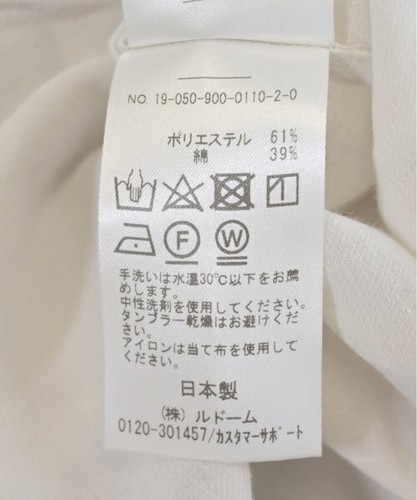 NO. 19-050-900-0110-2-0
ポリエステル 61%
綿 39%
F
W
手洗いは水温30℃以下をお薦
めします。
中性洗剤を使用してください。
タンブラー乾燥はお避けくだ
さい。
アイロンは当て布を使用して
ください。
日本製
(株) ルドーム
0120-301457/カスタマーサポート